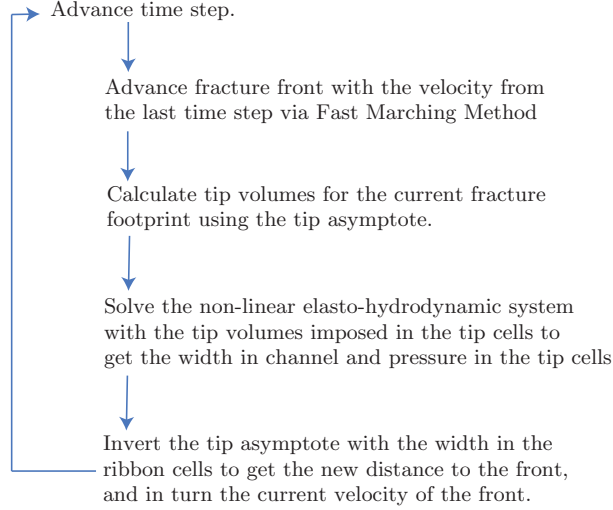 Advance time step.
Advance fracture front with the velocity from
the last time step via Fast Marching Method
Calculate tip volumes for the current fracture
footprint using the tip asymptote.
Solve the non-linear elasto-hydrodynamic system
with the tip volumes imposed in the tip cells to
get the width in channel and pressure in the tip cells
Invert the tip asymptote with the width in the
ribbon cells to get the new distance to the front,
and in turn the current velocity of the front.